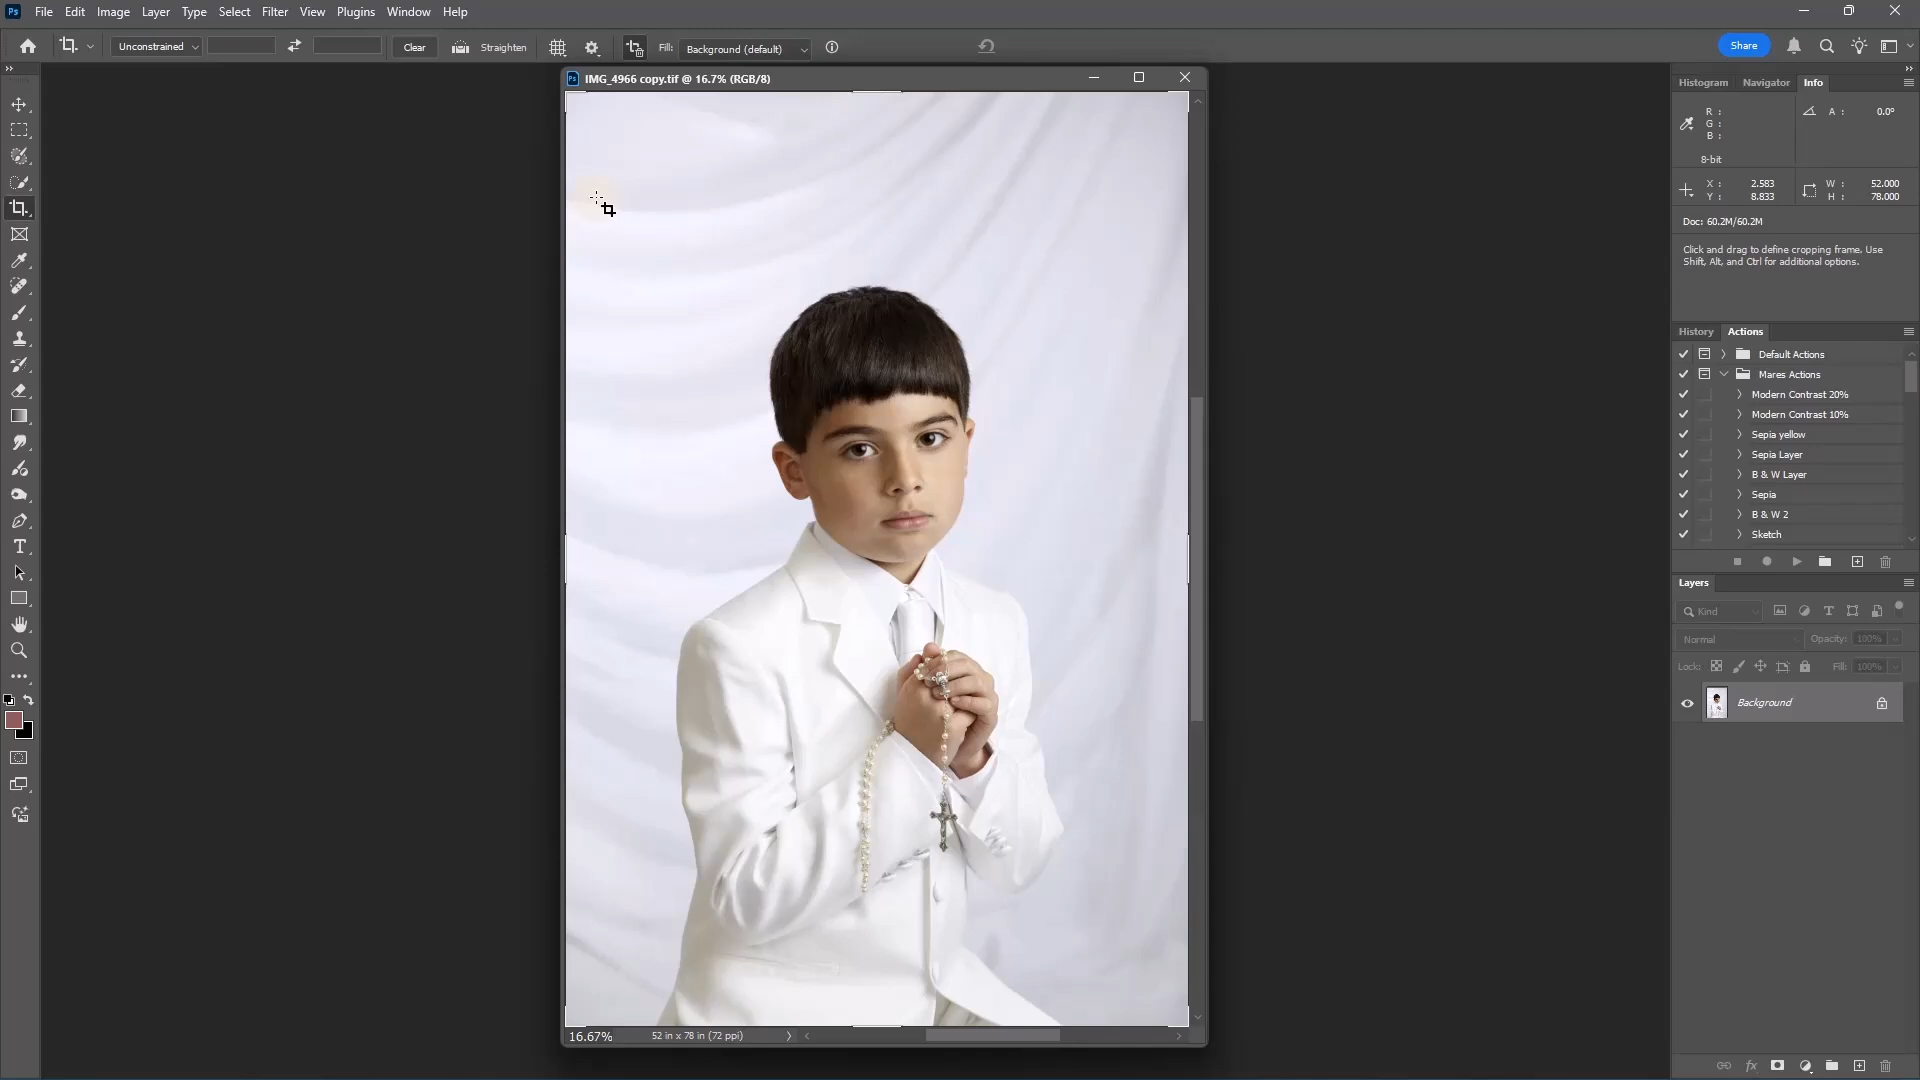 Ps File Edit Image Layer Type Select Filter View Plugins Window Help
Unconstrained Clear Straighten Fill: Background (default) Share
IMG_4966 copy.tif @ 16.7% (RGB/8)
Histogram Navigator Info
R :
G :
B :
A : 0.0°
8-bit
X : 2.583
Y : 8.833
W : 52.000
H : 78.000
Doc: 60.2M/60.2M
Click and drag to define cropping frame. Use
Shift, Alt, and Ctrl for additional options.
History Actions
Default Actions
Mares Actions
Modern Contrast 20%
Modern Contrast 10%
Sepia yellow
Sepia Layer
B & W Layer
Sepia
B & W 2
Sketch
Layers
Kind
Normal Opacity: 100%
Lock: Fill: 100%
Background
16.67% 52 in x 78 in (72 ppi)